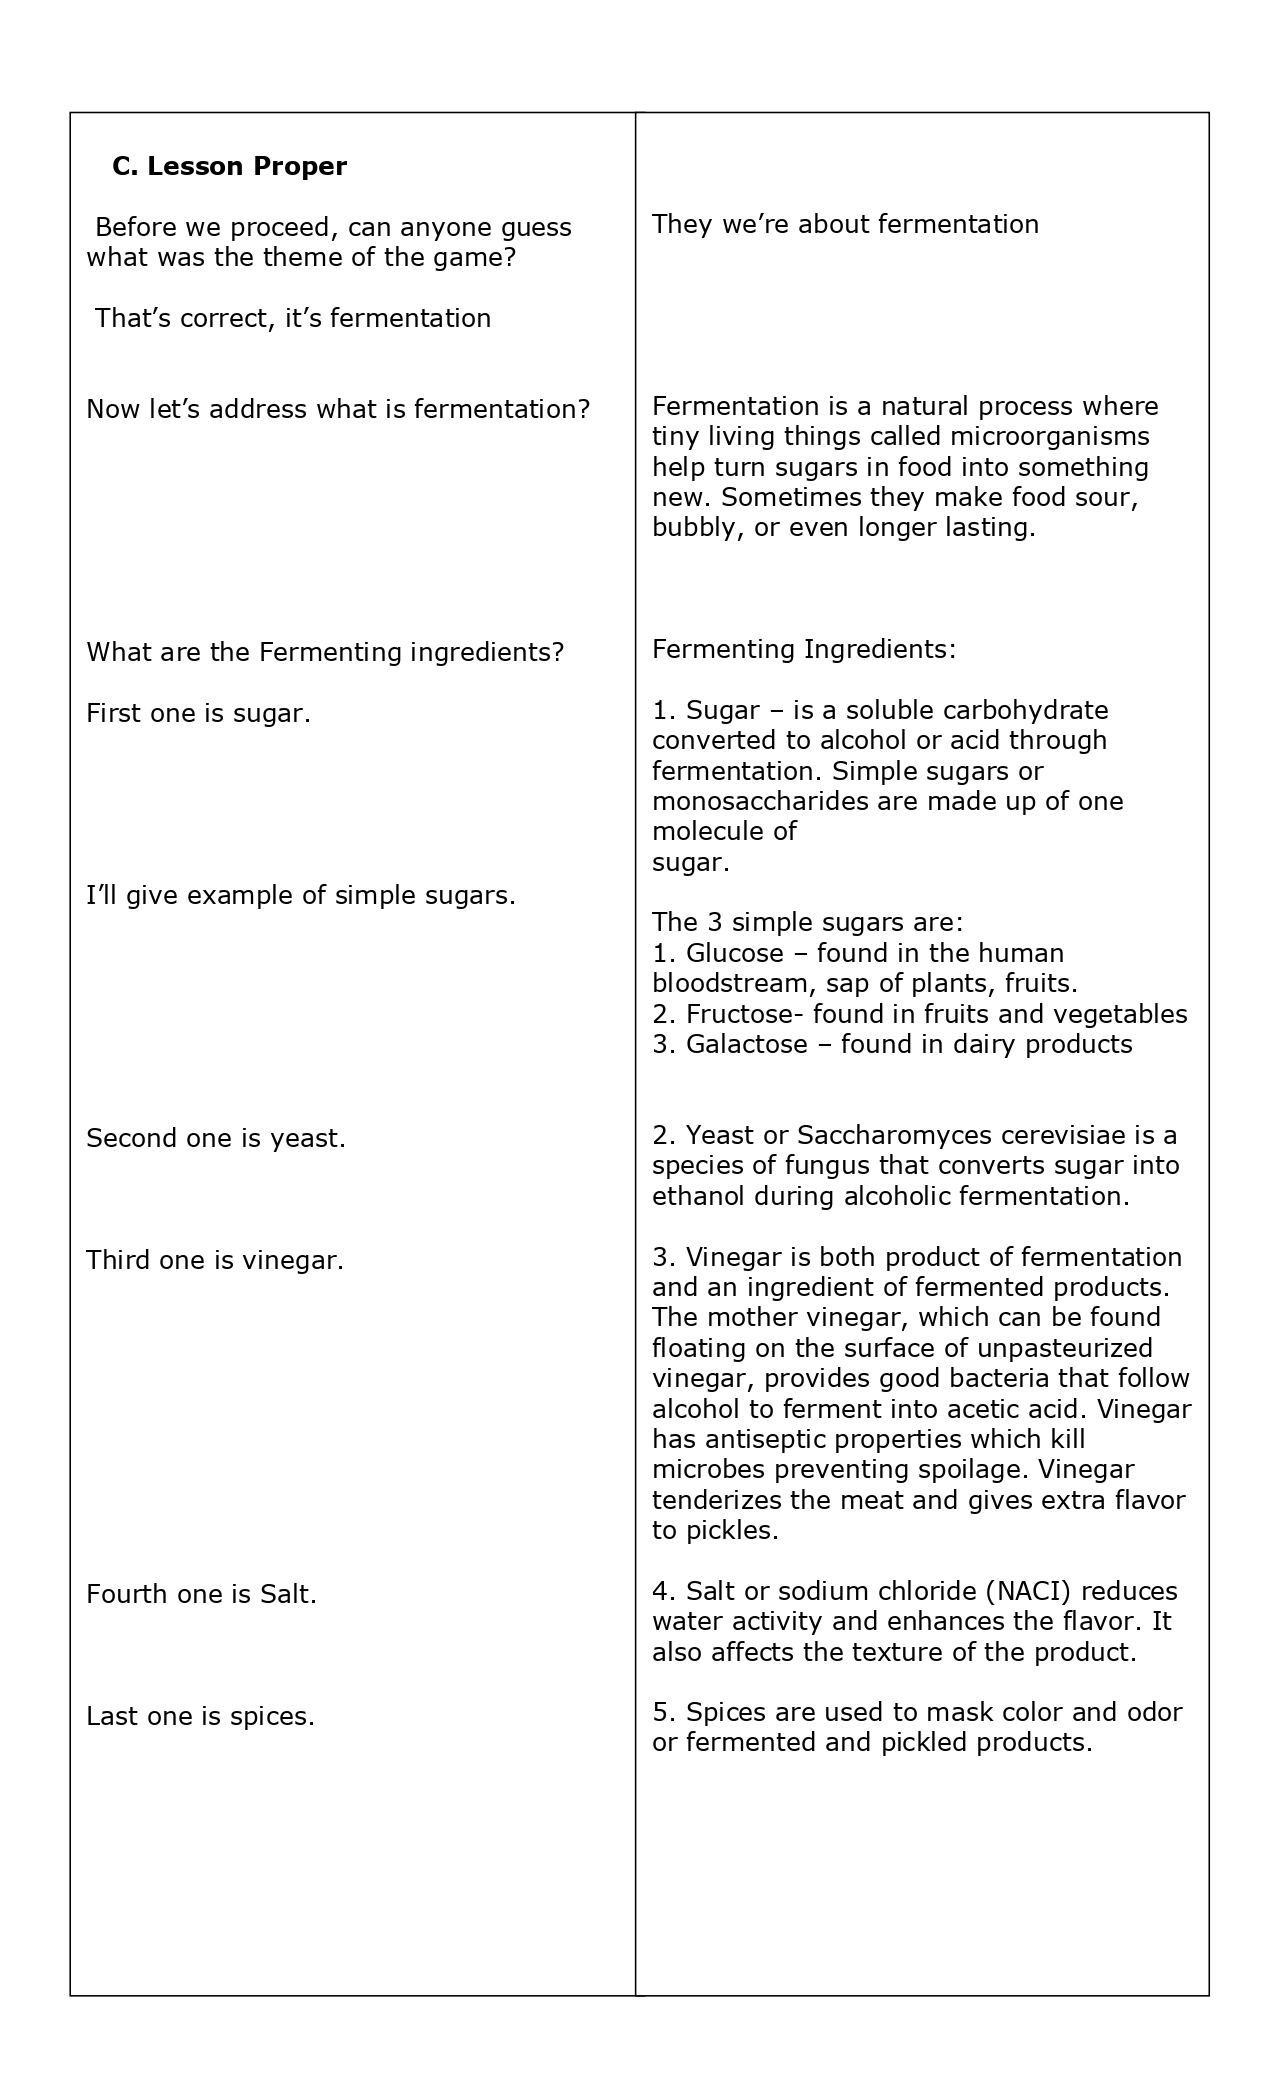 C. Lesson Proper
Before we proceed, can anyone guess
what was the theme of the game?
That’s correct, it’s fermentation
Now let’s address what is fermentation?
What are the Fermenting ingredients?
First one is sugar.
I’ll give example of simple sugars.
Second one is yeast.
Third one is vinegar.
Fourth one is Salt.
Last one is spices.
They we’re about fermentation
Fermentation is a natural process where
tiny living things called microorganisms
help turn sugars in food into something
new. Sometimes they make food sour,
bubbly, or even longer lasting.
Fermenting Ingredients:
1. Sugar – is a soluble carbohydrate
converted to alcohol or acid through
fermentation. Simple sugars or
monosaccharides are made up of one
molecule of
sugar.
The 3 simple sugars are:
1. Glucose – found in the human
bloodstream, sap of plants, fruits.
2. Fructose- found in fruits and vegetables
3. Galactose – found in dairy products
2. Yeast or Saccharomyces cerevisiae is a
species of fungus that converts sugar into
ethanol during alcoholic fermentation.
3. Vinegar is both product of fermentation
and an ingredient of fermented products.
The mother vinegar, which can be found
floating on the surface of unpasteurized
vinegar, provides good bacteria that follow
alcohol to ferment into acetic acid. Vinegar
has antiseptic properties which kill
microbes preventing spoilage. Vinegar
tenderizes the meat and gives extra flavor
to pickles.
4. Salt or sodium chloride (NACI) reduces
water activity and enhances the flavor. It
also affects the texture of the product.
5. Spices are used to mask color and odor
or fermented and pickled products.